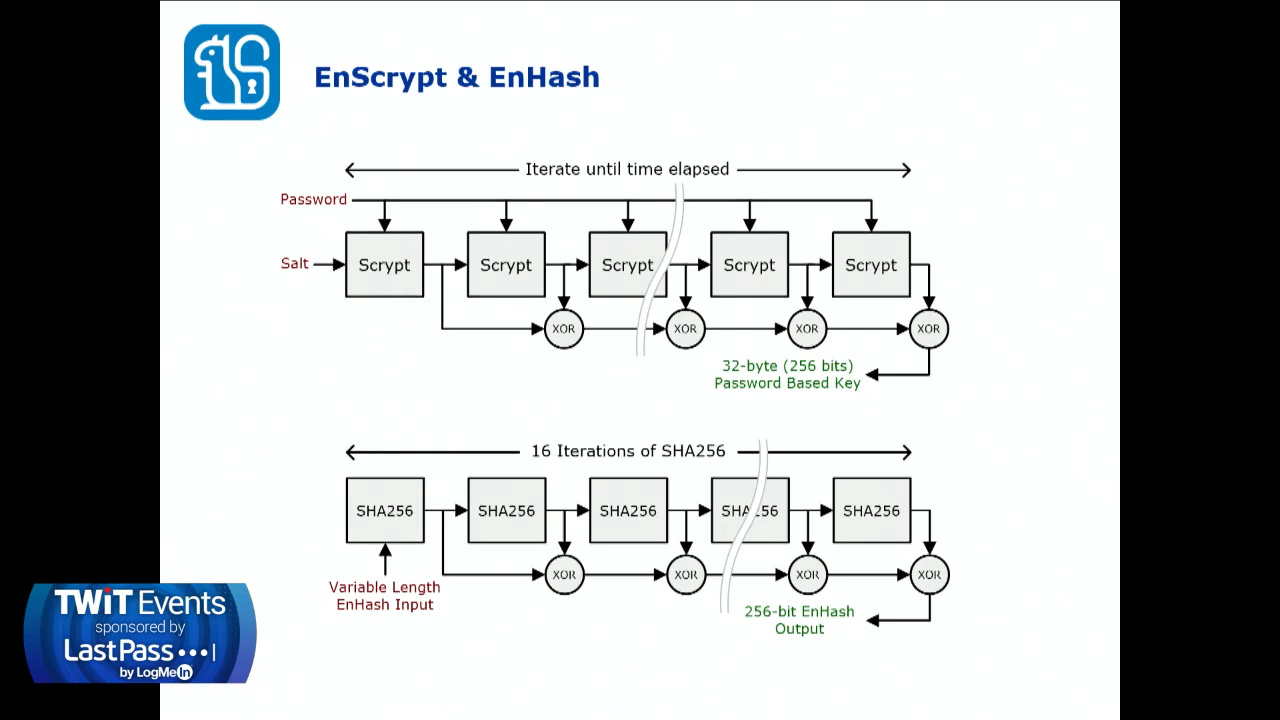 EnScrypt & EnHash
Iterate until time elapsed
Password
Salt
Scrypt
Scrypt
Scrypt
Scrypt
Scrypt
XOR
XOR
XOR
XOR
32-byte (256 bits)
Password Based Key
16 Iterations of SHA256
SHA256
SHA256
SHA256
SHA256
SHA256
XOR
XOR
XOR
XOR
Variable Length
EnHash Input
256-bit EnHash
Output
TWiT Events
sponsored by
LastPass•••|
by LogMeIn